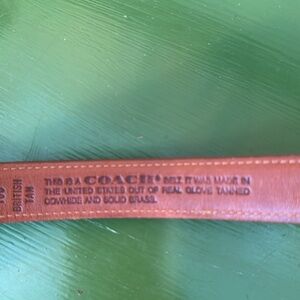 THIS IS A COACH® BELT. IT WAS MADE IN
THE UNITED STATES OUT OF REAL GLOVE TANNED
COWHIDE AND SOLID BRASS.
BRITISH
TAN